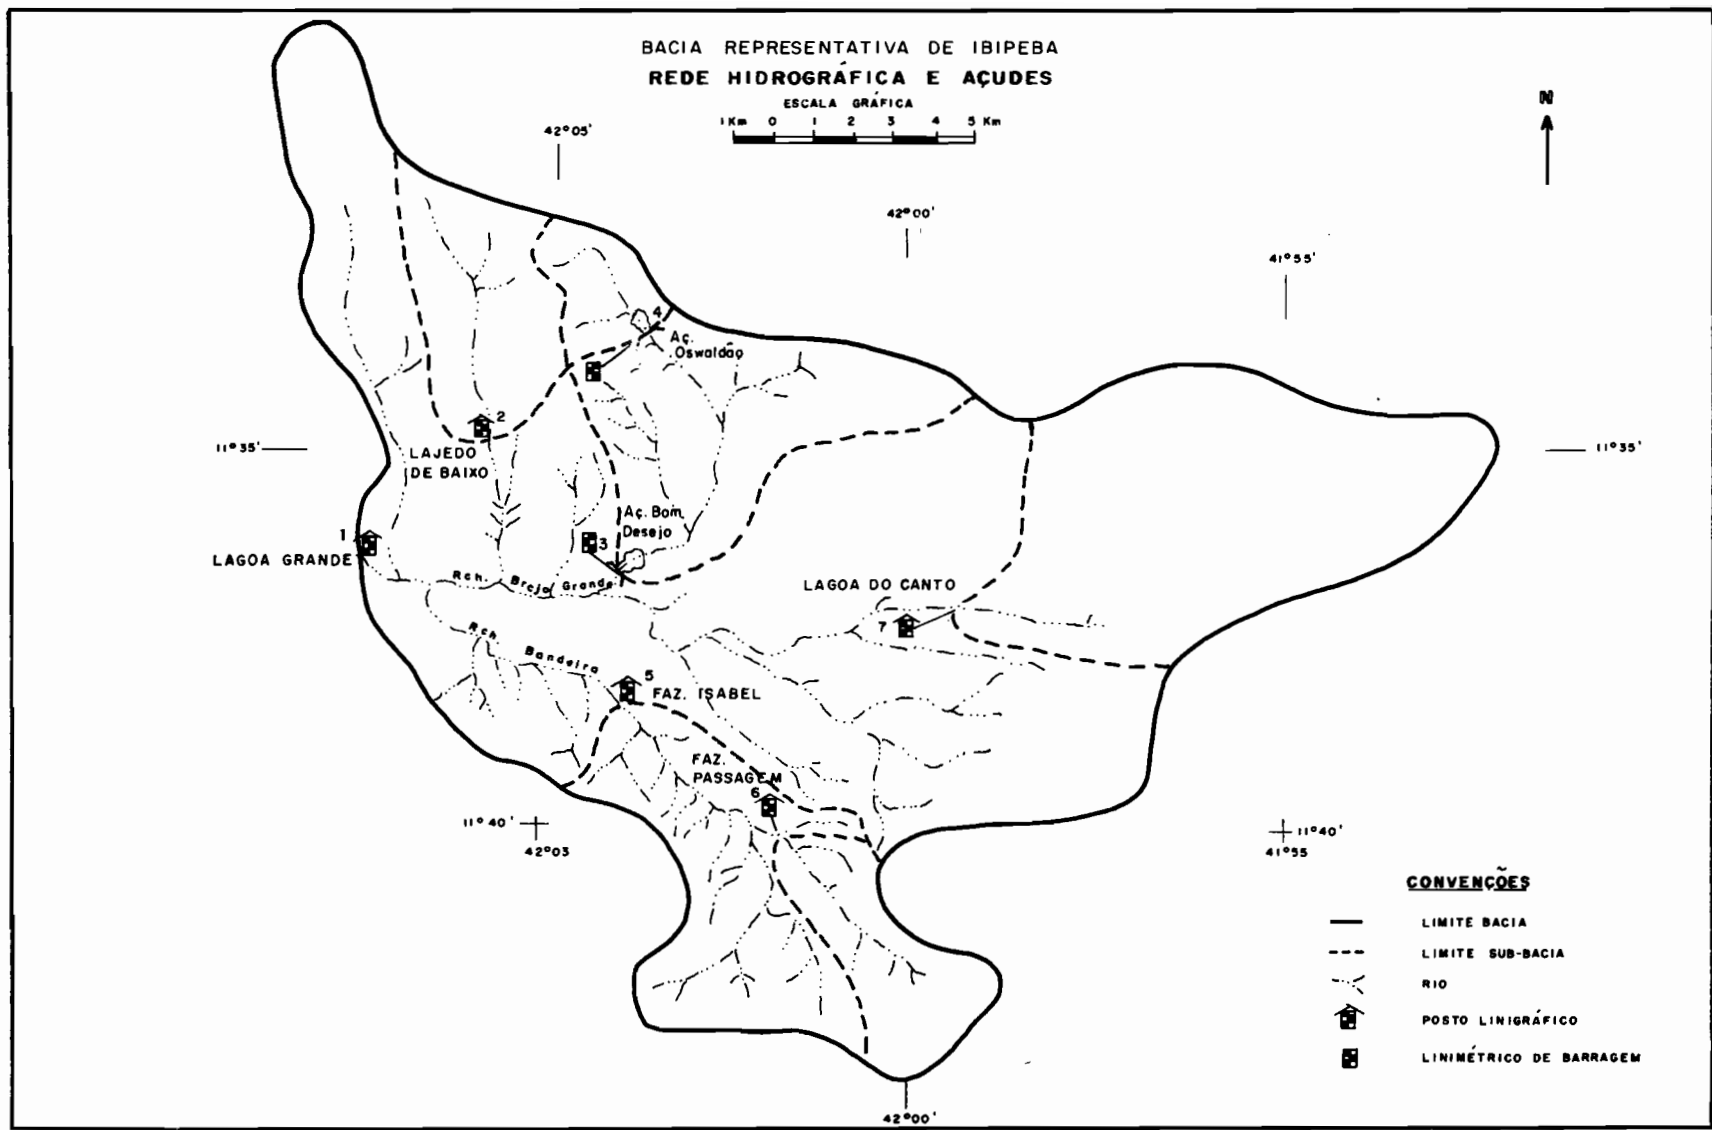 BACIA REPRESENTATIVA DE IBIPEBA
REDE HIDROGRÁFICA E AÇUDES
ESCALA GRÁFICA
1 Km 0 1 2 3 4 5 Km
N
42°05'
42°00'
41°55'
4
Aç.
Oswaldão
2
11°35'
LAJEDO
DE BAIXO
11°35'
Aç. Bom
Desejo
1
3
LAGOA GRANDE
Rch. Brejo Grande
LAGOA DO CANTO
7
Rch.
Bandeira
5
FAZ. ISABEL
FAZ.
PASSAGEM
6
11°40'
42°03
11°40'
41°55
CONVENÇÕES
LIMITE BACIA
LIMITE SUB-BACIA
RIO
POSTO LINIGRÁFICO
LINIMÉTRICO DE BARRAGEM
42°00'